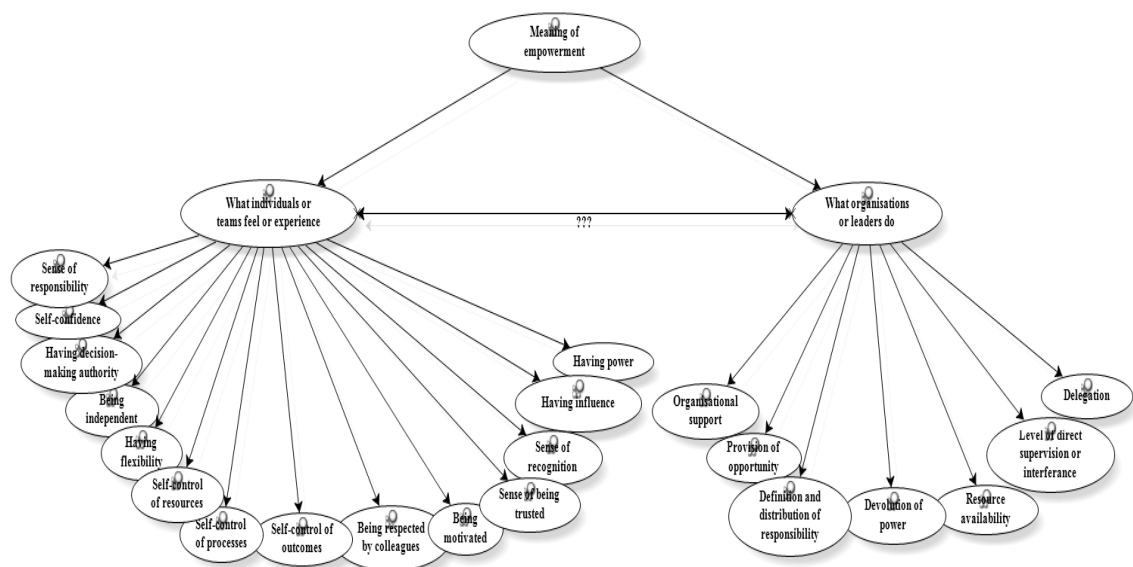 Meaning of
empowerment
What individuals or
teams feel or experience
???
What organisations
or leaders do
Sense of
responsibility
Self-confidence
Having decision-
making authority
Being
independent
Having
flexibility
Self-control
of resources
Self-control
of processes
Self-control of
outcomes
Being respected
by colleagues
Being
motivated
Sense of being
trusted
Sense of
recognition
Having influence
Having power
Organisational
support
Provision of
opportunity
Definition and
distribution of
responsibility
Devolution of
power
Resource
availability
Level of direct
supervision or
interferance
Delegation